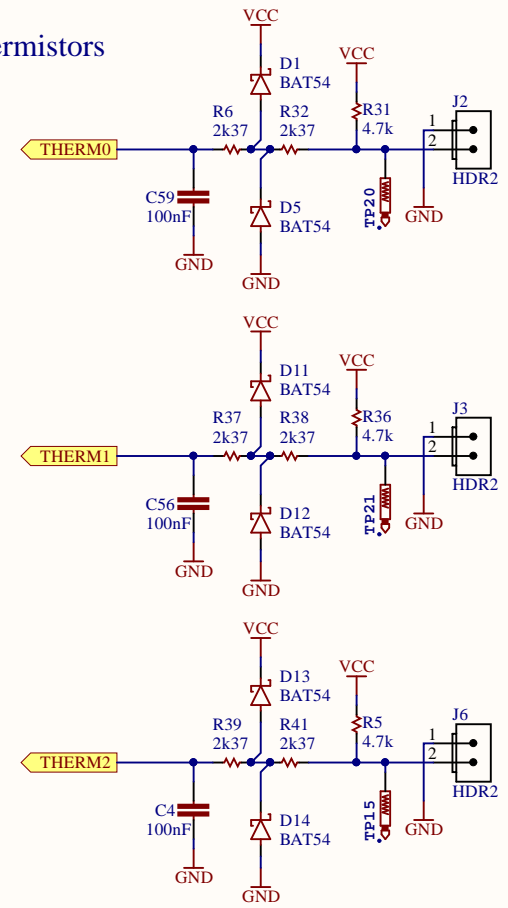 ermistors
VCC
D1
BAT54
VCC
R6
2k37
R32
2k37
R31
4.7k
J2
1
2
HDR2
THERM0
C59
100nF
D5
BAT54
TP20
GND
GND
GND
VCC
D11
BAT54
VCC
R37
2k37
R38
2k37
R36
4.7k
J3
1
2
HDR2
THERM1
C56
100nF
D12
BAT54
TP21
GND
GND
GND
VCC
D13
BAT54
VCC
R39
2k37
R41
2k37
R5
4.7k
J6
1
2
HDR2
THERM2
C4
100nF
D14
BAT54
TP15
GND
GND
GND